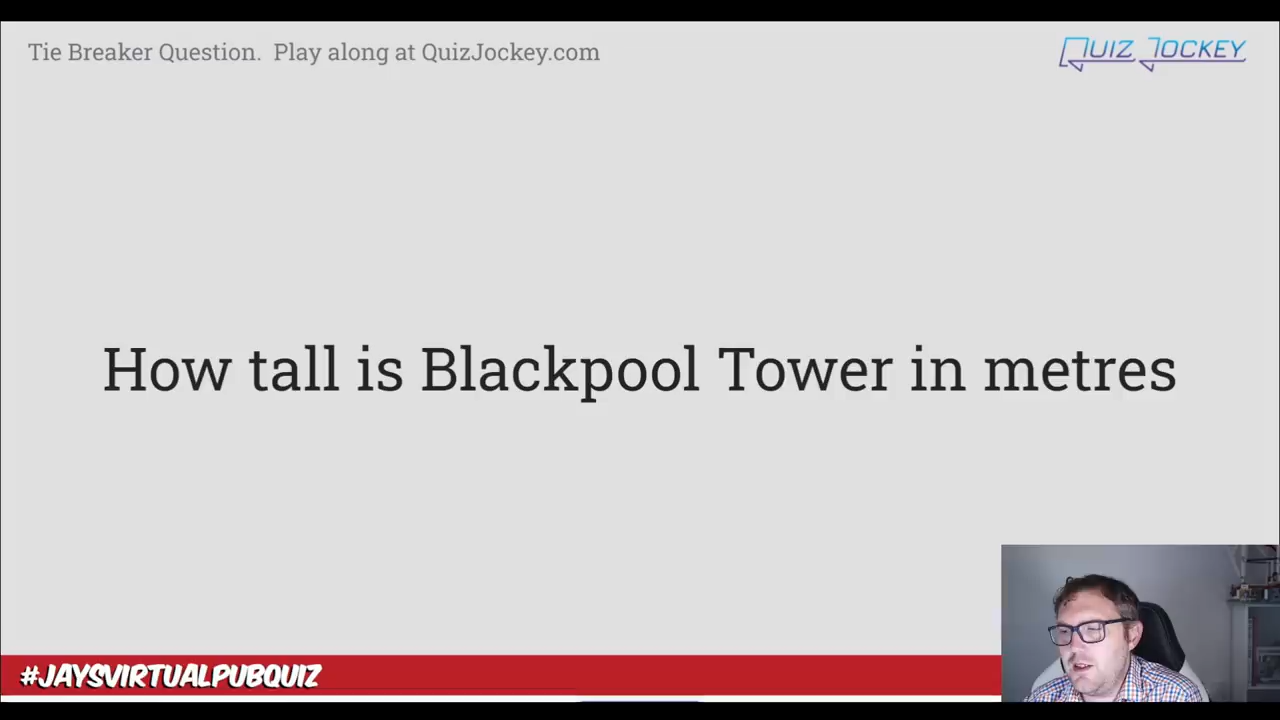 Tie Breaker Question.  Play along at QuizJockey.com
QUIZ JOCKEY
How tall is Blackpool Tower in metres
#JAYSVIRTUALPUBQUIZ